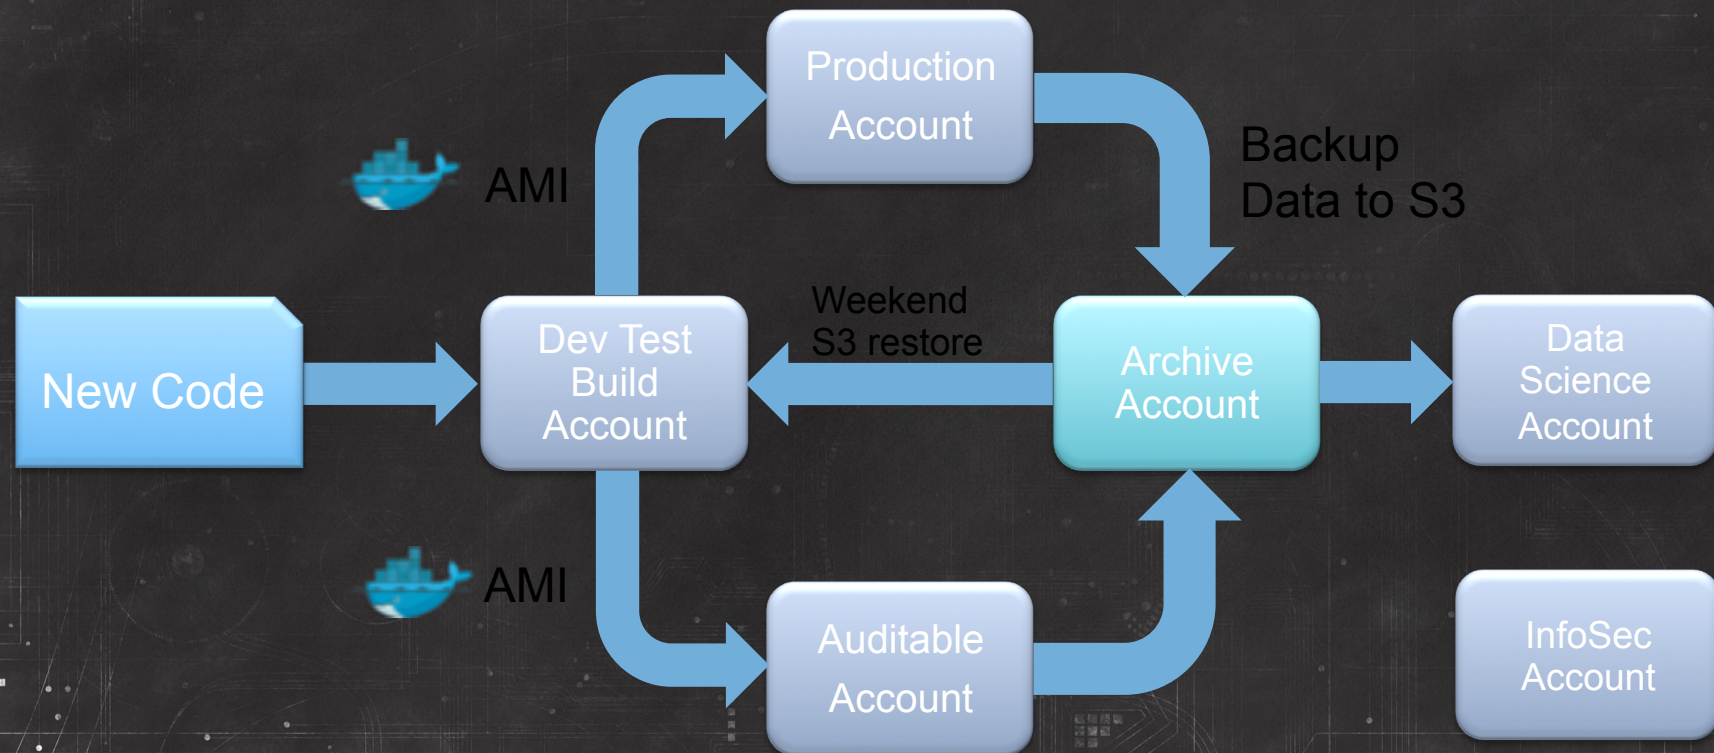 Production
Account
AMI
Backup
Data to S3
New Code
Dev Test
Build
Account
Weekend
S3 restore
Archive
Account
Data
Science
Account
AMI
Auditable
Account
InfoSec
Account